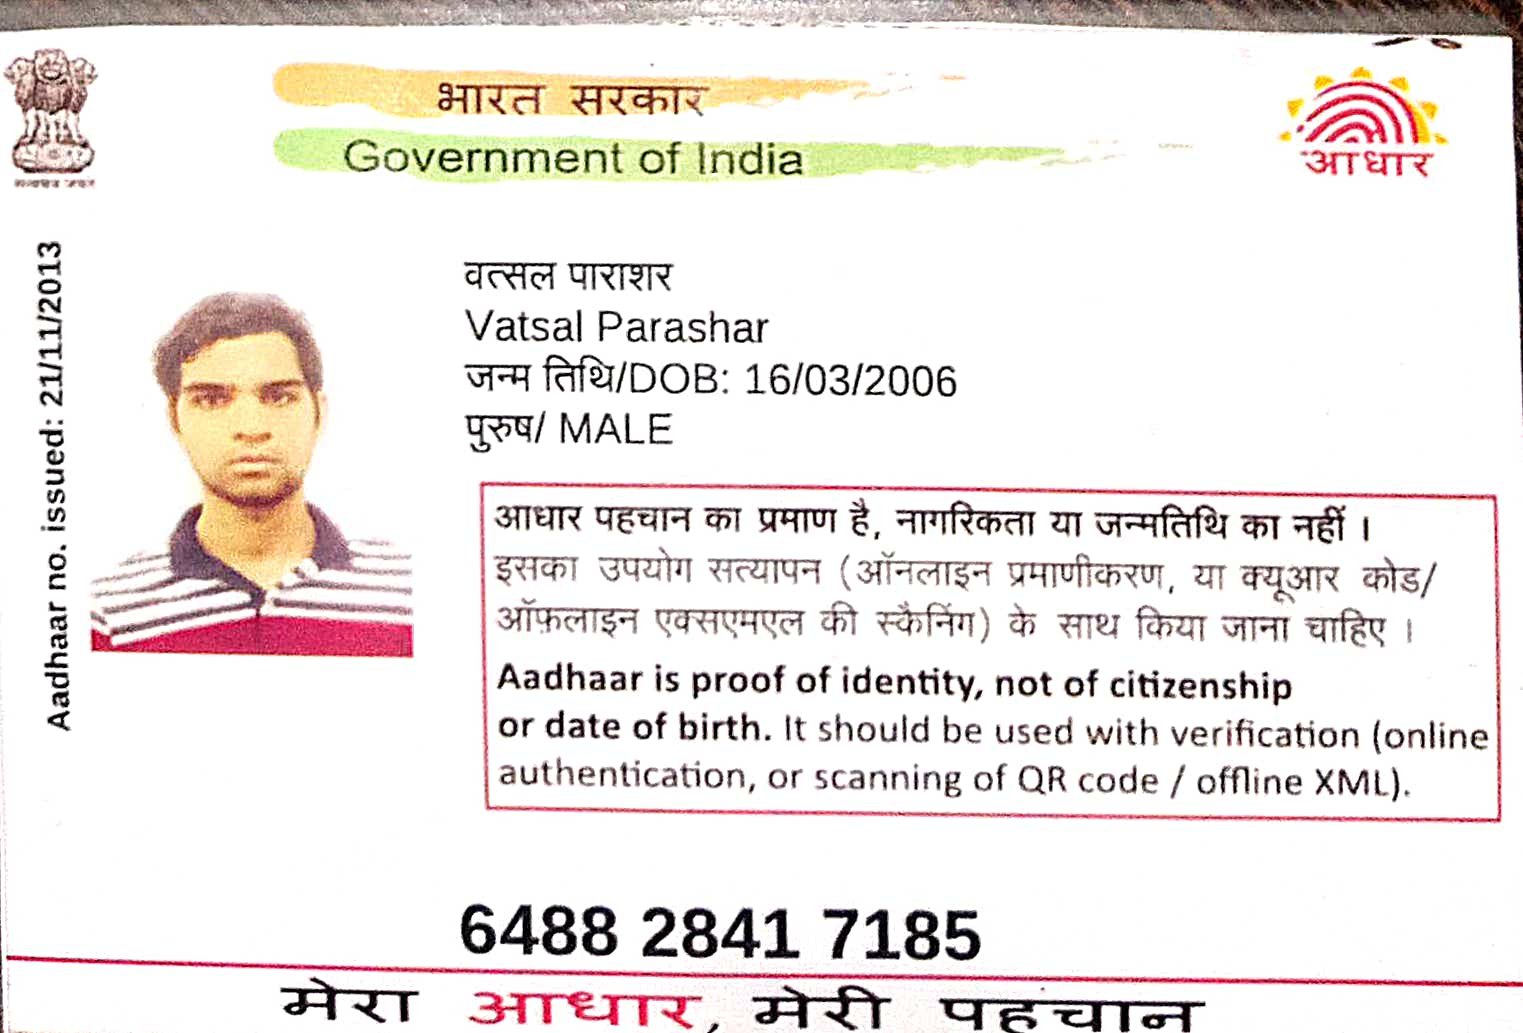 भारत सरकार
Government of India
आधार
Aadhaar no. issued: 21/11/2013
वत्सल पाराशर
Vatsal Parashar
जन्म तिथि/DOB: 16/03/2006
पुरुष/ MALE
आधार पहचान का प्रमाण है, नागरिकता या जन्मतिथि का नहीं ।
इसका उपयोग सत्यापन (ऑनलाइन प्रमाणीकरण, या क्यूआर कोड/
ऑफ़लाइन एक्सएमएल की स्कैनिंग) के साथ किया जाना चाहिए ।
Aadhaar is proof of identity, not of citizenship
or date of birth. It should be used with verification (online
authentication, or scanning of QR code / offline XML).
6488 2841 7185
मेरा आधार, मेरी पहचान